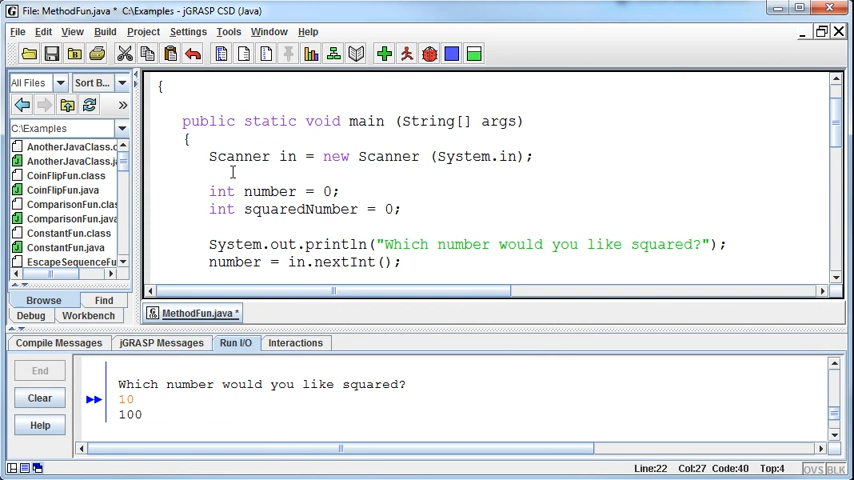 File: MethodFun.java * C:\Examples - jGRASP CSD (Java)
File Edit View Build Project Settings Tools Window Help
All Files Sort B...
C:\Examples
AnotherJavaClass.c
AnotherJavaClass.ja
CoinFlipFun.class
CoinFlipFun.java
ComparisonFun.class
ComparisonFun.java
ConstantFun.class
ConstantFun.java
EscapeSequenceFu
Browse Find
Debug Workbench
{
public static void main (String[] args)
{
Scanner in = new Scanner (System.in);
int number = 0;
int squaredNumber = 0;
System.out.println("Which number would you like squared?");
number = in.nextInt();
MethodFun.java *
Compile Messages jGRASP Messages Run I/O Interactions
End
Clear
Help
Which number would you like squared?
10
100
Line:22 Col:27 Code:40 Top:4 OVS BLK